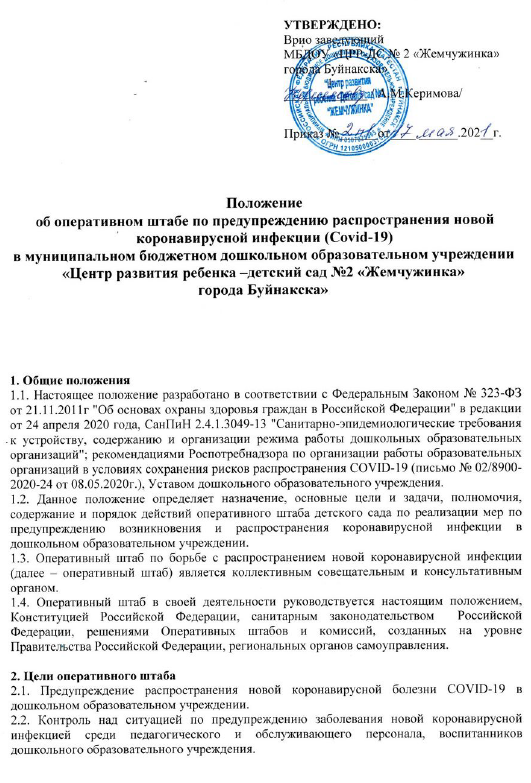 УТВЕРЖДЕНО:
Врио заведующий
МБДОУ «ЦРР-ДС № 2 «Жемчужинка»
города Буйнакска»
А.М.Керимова/
"Центр развития
"ЖЕМЧУЖИНКА"
Приказ № от 17 мая .2021 г.
Положение
об оперативном штабе по предупреждению распространения новой
коронавирусной инфекции (Covid-19)
в муниципальном бюджетном дошкольном образовательном учреждении
«Центр развития ребенка –детский сад №2 «Жемчужинка»
города Буйнакска»
1. Общие положения
1.1. Настоящее положение разработано в соответствии с Федеральным Законом № 323-ФЗ
от 21.11.2011г "Об основах охраны здоровья граждан в Российской Федерации" в редакции
от 24 апреля 2020 года, СанПиН 2.4.1.3049-13 "Санитарно-эпидемиологические требования
к устройству, содержанию и организации режима работы дошкольных образовательных
организаций"; рекомендациями Роспотребнадзора по организации работы образовательных
организаций в условиях сохранения рисков распространения COVID-19 (письмо № 02/8900-
2020-24 от 08.05.2020г.), Уставом дошкольного образовательного учреждения.
1.2. Данное положение определяет назначение, основные цели и задачи, полномочия,
содержание и порядок действий оперативного штаба детского сада по реализации мер по
предупреждению возникновения и распространения коронавирусной инфекции в
дошкольном образовательном учреждении.
1.3. Оперативный штаб по борьбе с распространением новой коронавирусной инфекции
(далее – оперативный штаб) является коллективным совещательным и консультативным
органом.
1.4. Оперативный штаб в своей деятельности руководствуется настоящим положением,
Конституцией Российской Федерации, санитарным законодательством Российской
Федерации, решениями Оперативных штабов и комиссий, созданных на уровне
Правительства Российской Федерации, региональных органов самоуправления.
2. Цели оперативного штаба
2.1. Предупреждение распространения новой коронавирусной болезни COVID-19 в
дошкольном образовательном учреждении.
2.2. Контроль над ситуацией по предупреждению заболевания новой коронавирусной
инфекцией среди педагогического и обслуживающего персонала, воспитанников
дошкольного образовательного учреждения.